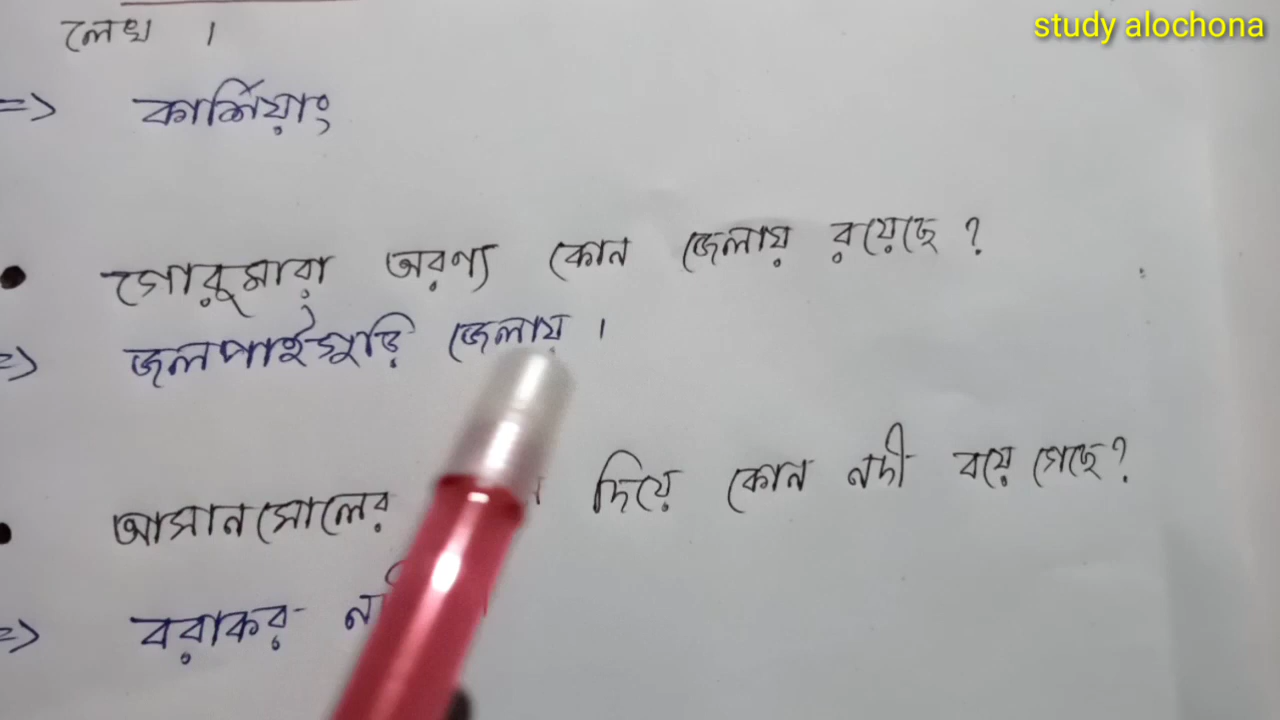 study alochona
লেখ ।
=> কার্শিয়াং
• গোরুমারা অরণ্য কোন জেলায় রয়েছে ?
=> জলপাইগুড়ি জেলায় ।
• আসানসোলের দিয়ে কোন নদী বয়ে গেছে ?
=> বরাকর